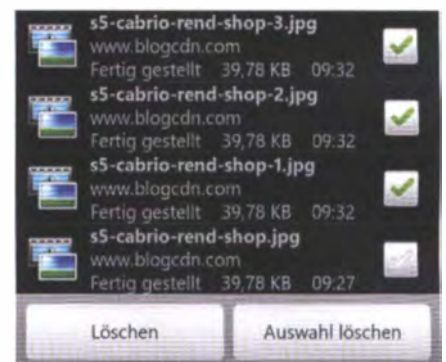 s5-cabrio-rend-shop-3.jpg
www.blogcdn.com
Fertig gestellt 39,78 KB 09:32
s5-cabrio-rend-shop-2.jpg
www.blogcdn.com
Fertig gestellt 39,78 KB 09:32
s5-cabrio-rend-shop-1.jpg
www.blogcdn.com
Fertig gestellt 39,78 KB 09:32
s5-cabrio-rend-shop.jpg
www.blogcdn.com
Fertig gestellt 39,78 KB 09:27
Löschen Auswahl löschen